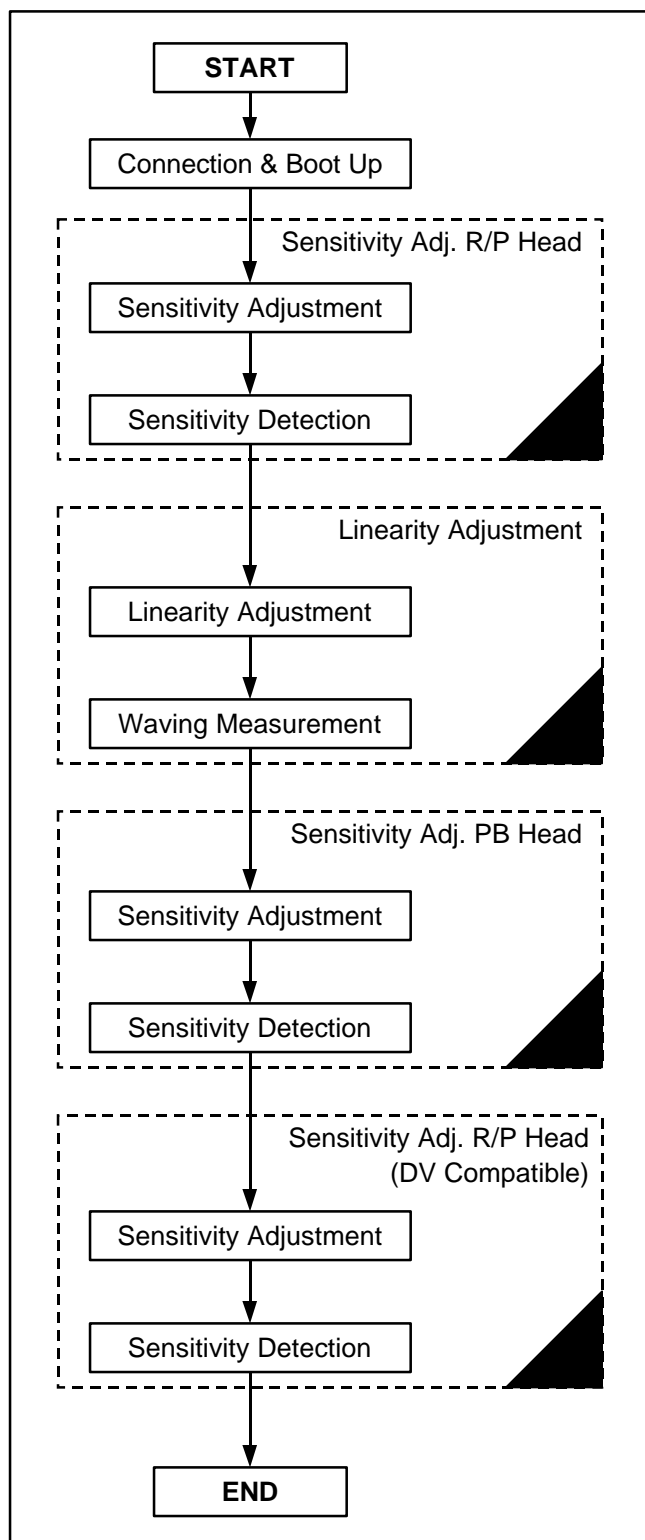 START
Connection & Boot Up
Sensitivity Adj. R/P Head
Sensitivity Adjustment
Sensitivity Detection
Linearity Adjustment
Linearity Adjustment
Waving Measurement
Sensitivity Adj. PB Head
Sensitivity Adjustment
Sensitivity Detection
Sensitivity Adj. R/P Head
(DV Compatible)
Sensitivity Adjustment
Sensitivity Detection
END